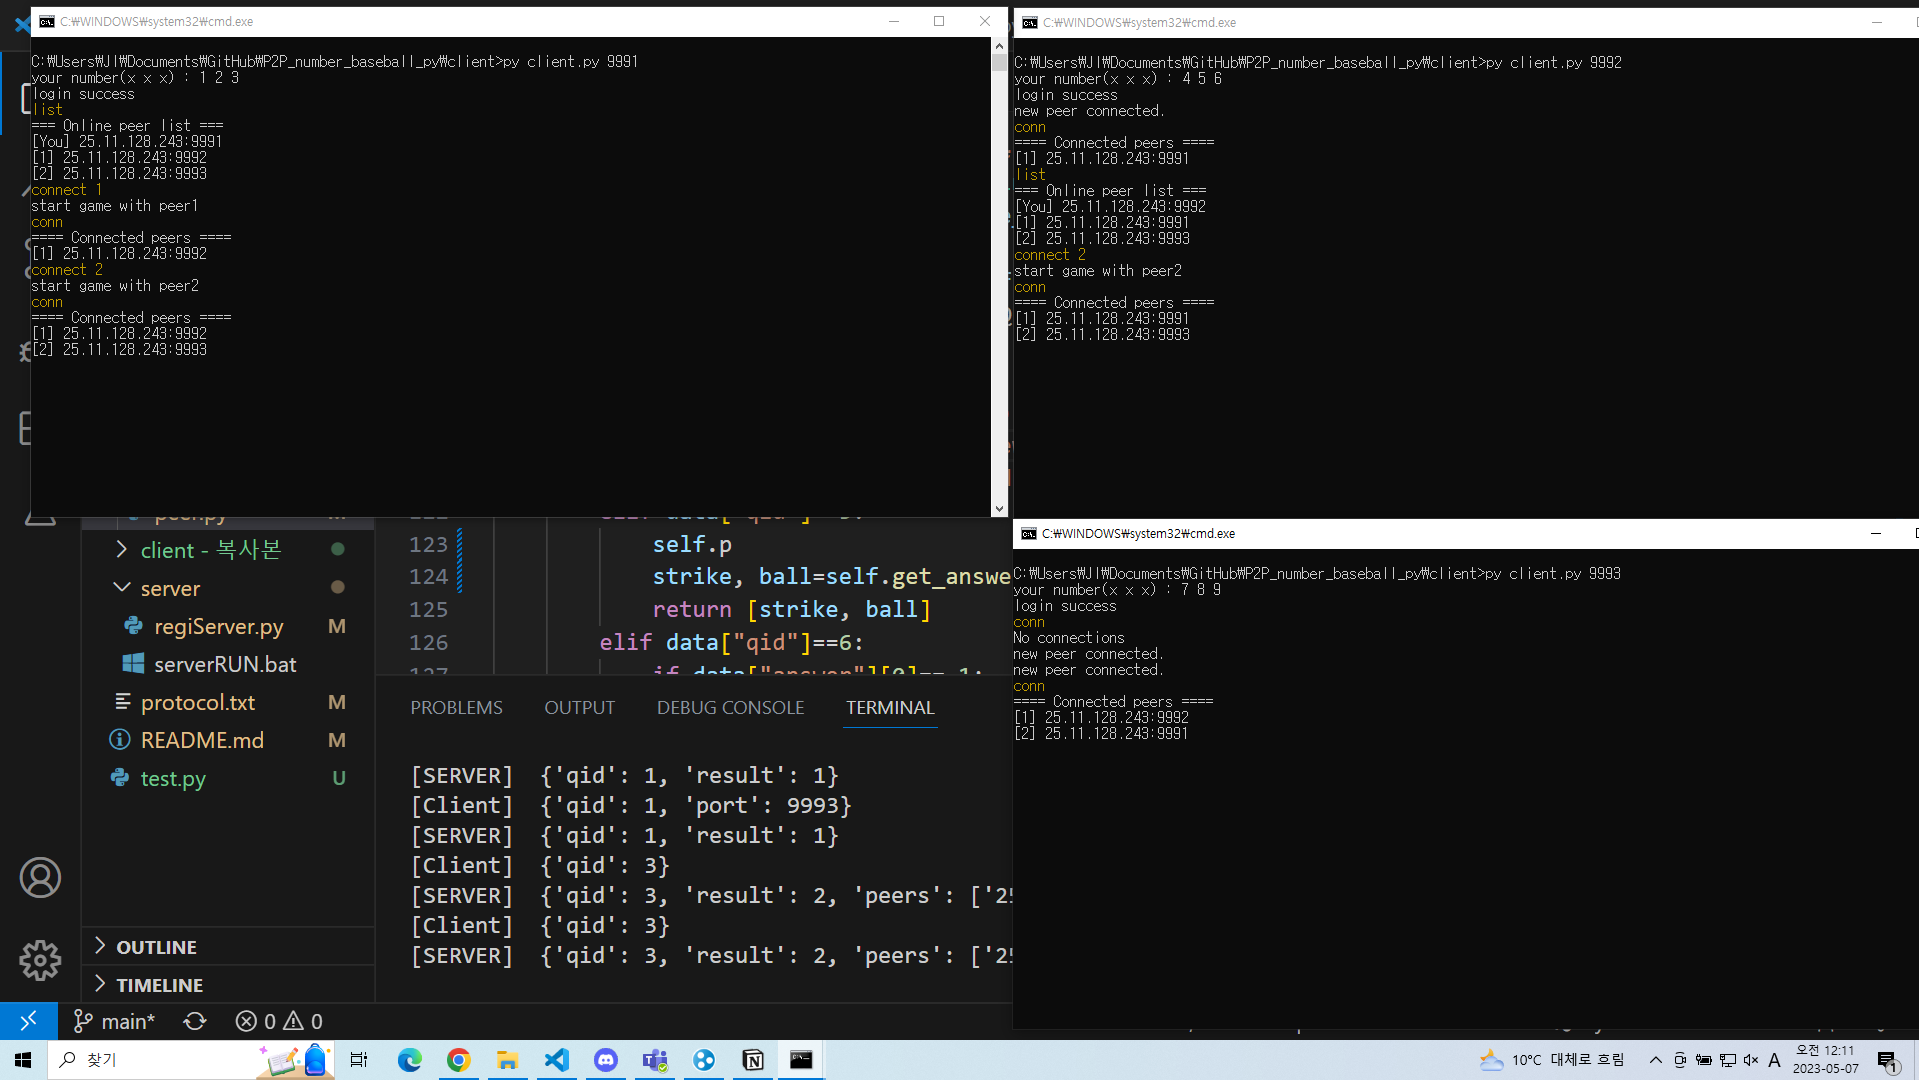 C:₩WINDOWS₩system32₩cmd.exe
C:₩Users₩JI₩Documents₩GitHub₩P2P_number_baseball_py₩client>py client.py 9991
your number(x x x) : 1 2 3
login success
list
=== Online peer list ===
[You] 25.11.128.243:9991
[1] 25.11.128.243:9992
[2] 25.11.128.243:9993
connect 1
start game with peer1
conn
==== Connected peers ====
[1] 25.11.128.243:9992
connect 2
start game with peer2
conn
==== Connected peers ====
[1] 25.11.128.243:9992
[2] 25.11.128.243:9993
C:₩WINDOWS₩system32₩cmd.exe
C:₩Users₩JI₩Documents₩GitHub₩P2P_number_baseball_py₩client>py client.py 9992
your number(x x x) : 4 5 6
login success
new peer connected.
conn
==== Connected peers ====
[1] 25.11.128.243:9991
list
=== Online peer list ===
[You] 25.11.128.243:9992
[1] 25.11.128.243:9991
[2] 25.11.128.243:9993
connect 2
start game with peer2
conn
==== Connected peers ====
[1] 25.11.128.243:9991
[2] 25.11.128.243:9993
C:₩WINDOWS₩system32₩cmd.exe
C:₩Users₩JI₩Documents₩GitHub₩P2P_number_baseball_py₩client>py client.py 9993
your number(x x x) : 7 8 9
login success
conn
No connections
new peer connected.
new peer connected.
conn
==== Connected peers ====
[1] 25.11.128.243:9992
[2] 25.11.128.243:9991
peer.py
client - 복사본
server
regiServer.py M
serverRUN.bat
protocol.txt M
README.md M
test.py U
OUTLINE
TIMELINE
123 self.p
124 strike, ball=self.get_answe
125 return [strike, ball]
126 elif data["qid"]==6:
127 if data["answer"][0]== 1:
PROBLEMS OUTPUT DEBUG CONSOLE TERMINAL
[SERVER] {'qid': 1, 'result': 1}
[Client] {'qid': 1, 'port': 9993}
[SERVER] {'qid': 1, 'result': 1}
[Client] {'qid': 3}
[SERVER] {'qid': 3, 'result': 2, 'peers': ['25
[Client] {'qid': 3}
[SERVER] {'qid': 3, 'result': 2, 'peers': ['25
main* 0 0
찾기
10°C 대체로 흐림
A
오전 12:11
2023-05-07
1